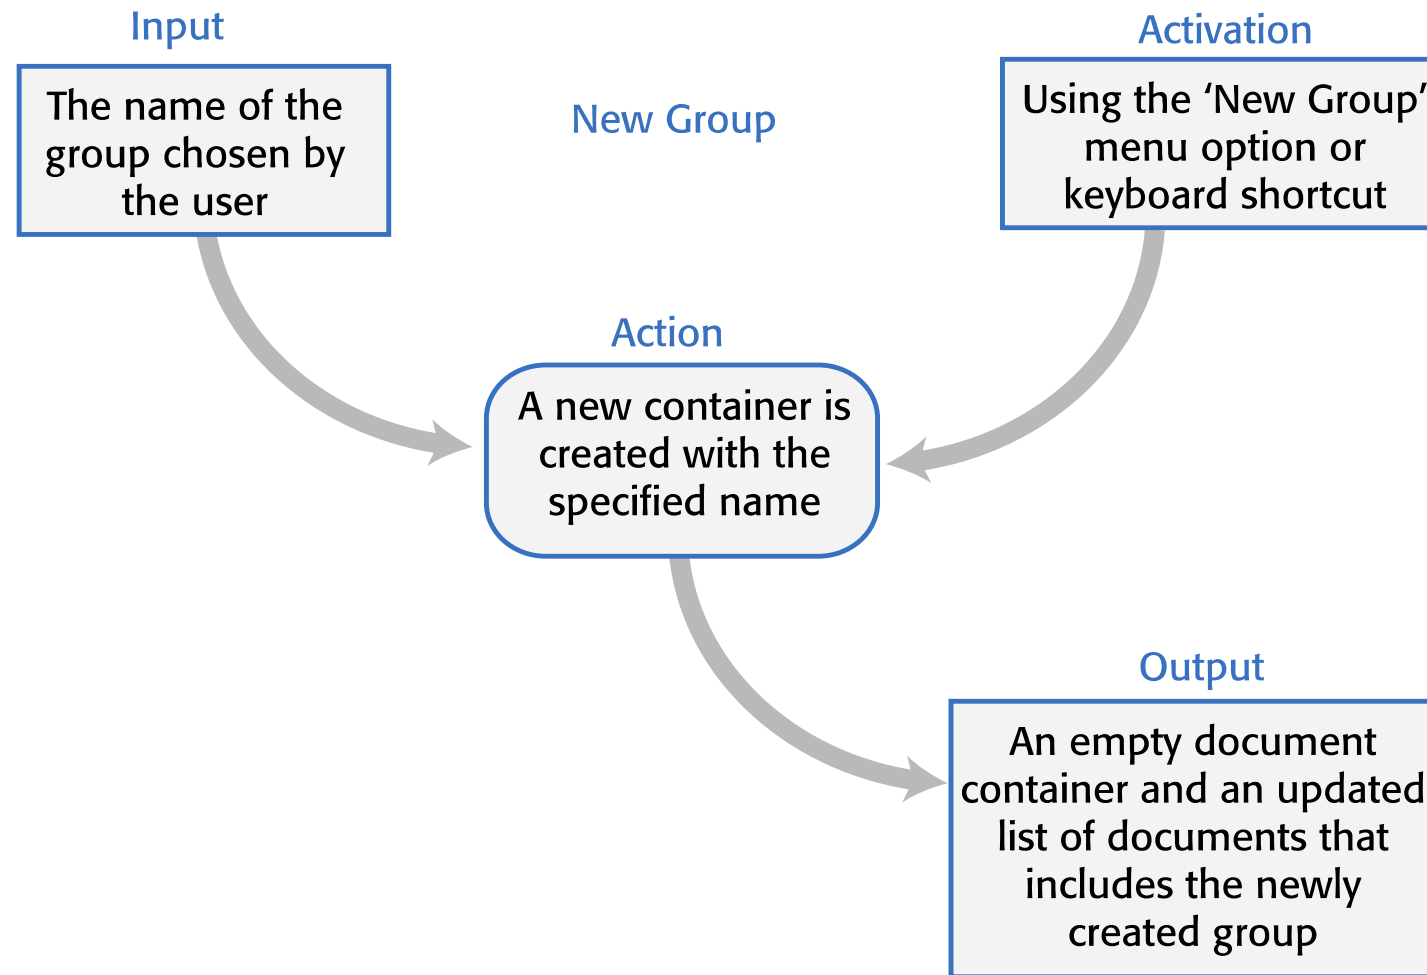 Input
The name of the
group chosen by
the user
New Group
Activation
Using the ‘New Group’
menu option or
keyboard shortcut
Action
A new container is
created with the
specified name
Output
An empty document
container and an updated
list of documents that
includes the newly
created group